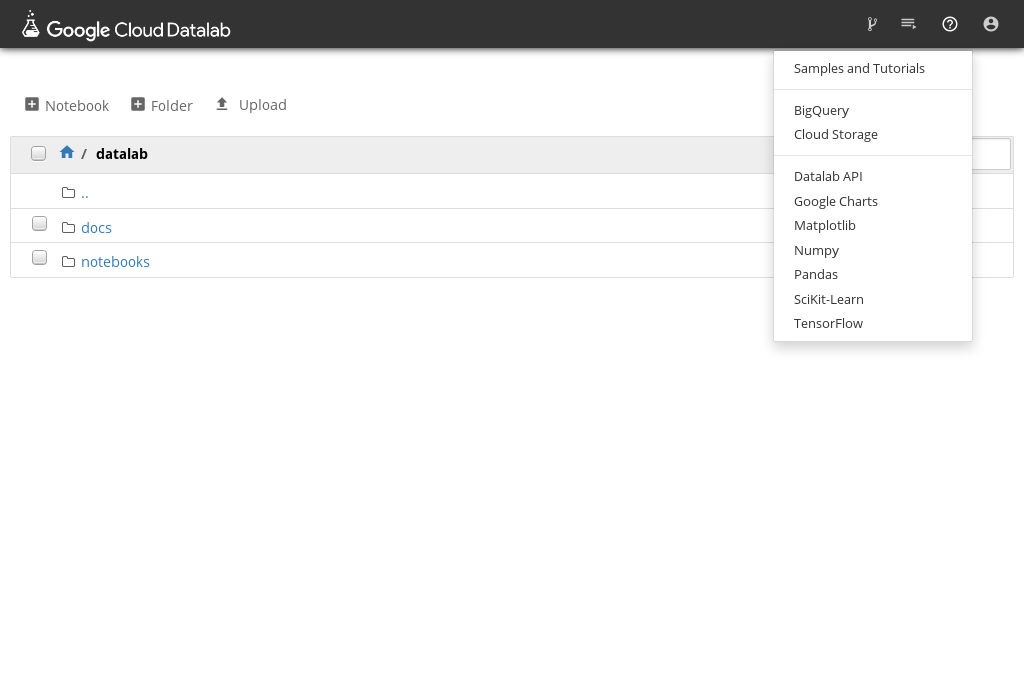 Google Cloud Datalab
Samples and Tutorials
BigQuery
Cloud Storage
Datalab API
Google Charts
Matplotlib
Numpy
Pandas
SciKit-Learn
TensorFlow
Notebook Folder Upload
/ datalab
..
docs
notebooks